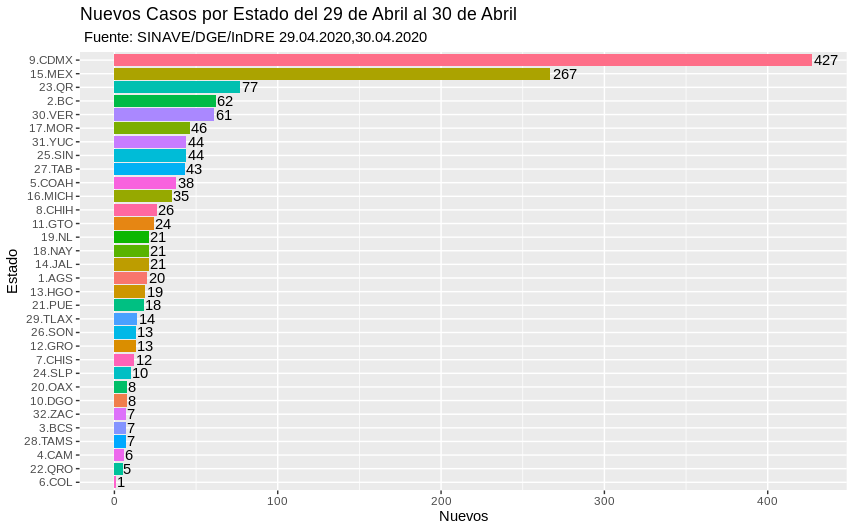 Nuevos Casos por Estado del 29 de Abril al 30 de Abril
Fuente: SINAVE/DGE/InDRE 29.04.2020,30.04.2020
Estado
9.CDMX 427
15.MEX 267
23.QR 77
2.BC 62
30.VER 61
17.MOR 46
31.YUC 44
25.SIN 44
27.TAB 43
5.COAH 38
16.MICH 35
8.CHIH 26
11.GTO 24
19.NL 21
18.NAY 21
14.JAL 21
1.AGS 20
13.HGO 19
21.PUE 18
29.TLAX 14
26.SON 13
12.GRO 13
7.CHIS 12
24.SLP 10
20.OAX 8
10.DGO 8
32.ZAC 7
3.BCS 7
28.TAMS 7
4.CAM 6
22.QRO 5
6.COL 1
0 100 200 300 400
Nuevos